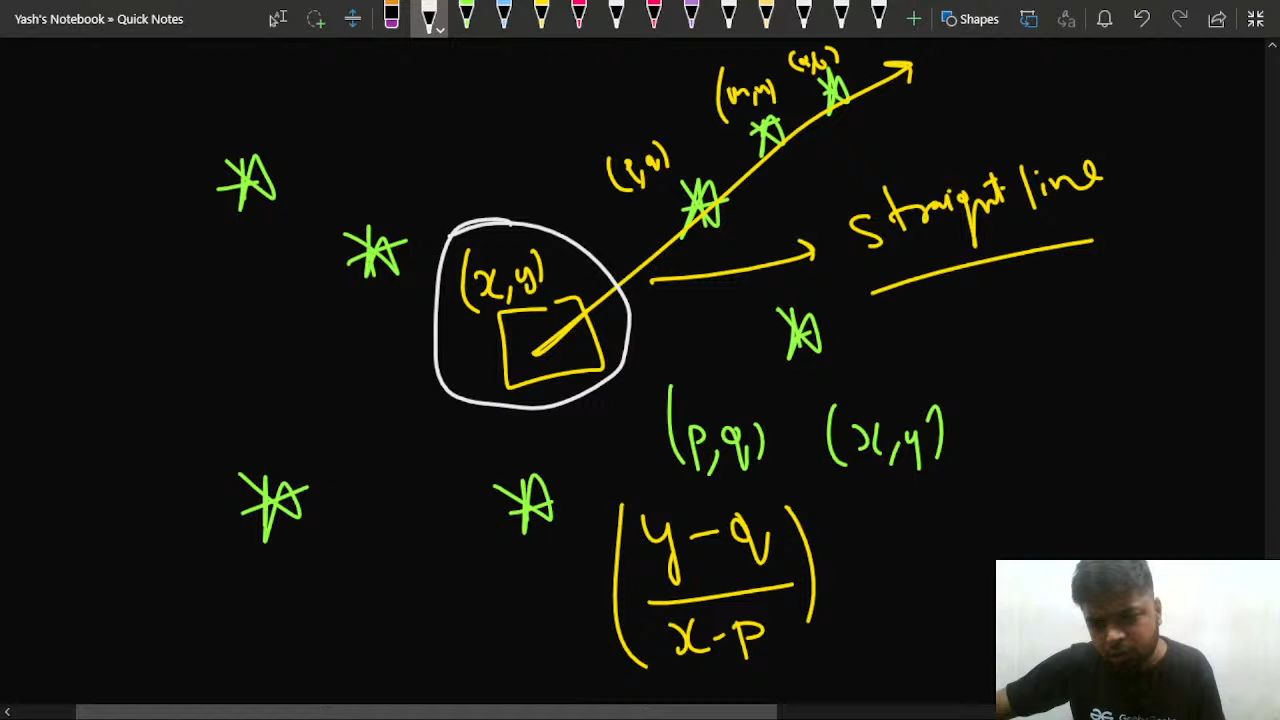 Yash's Notebook » Quick Notes
Shapes
(m,n)
(x,y)
straight line
(p,q) (x,y)
(y-q
x-p)